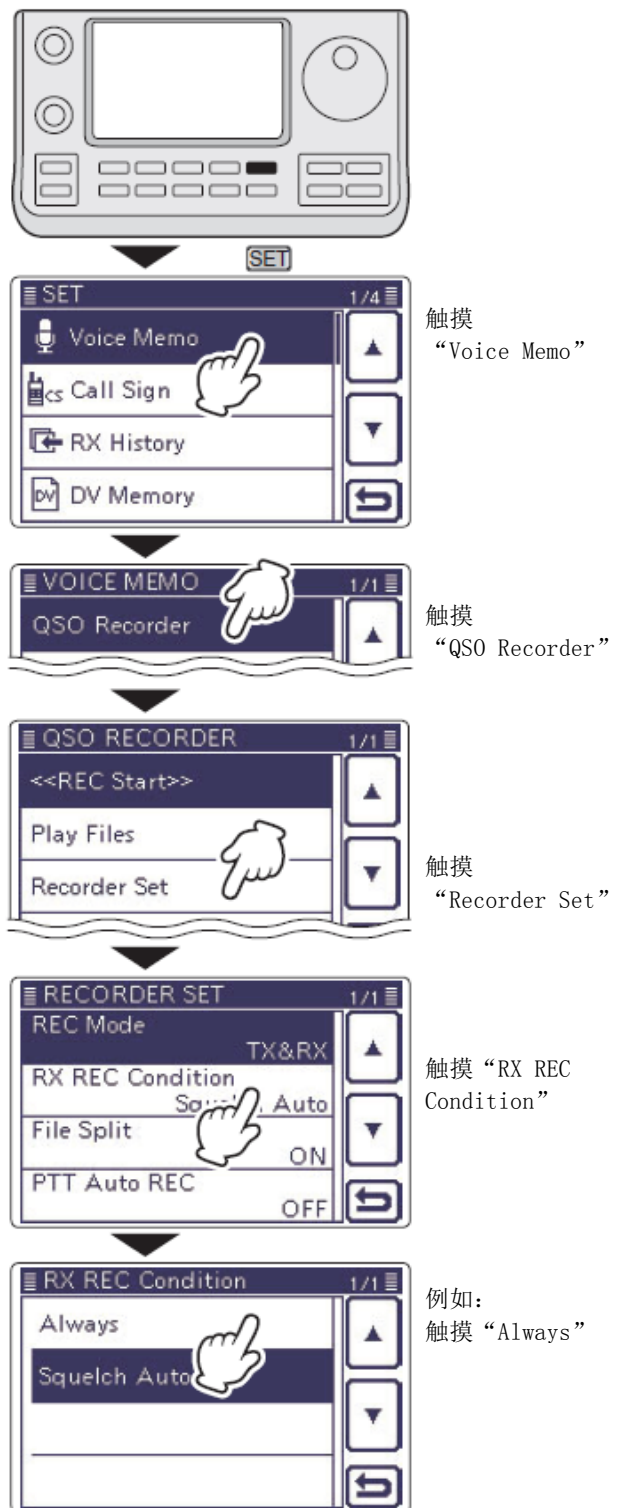 SET
SET 1/4
Voice Memo
触摸
“Voice Memo”
CS Call Sign
RX History
DV DV Memory
VOICE MEMO 1/1
QSO Recorder
触摸
“QSO Recorder”
QSO RECORDER 1/1
<<REC Start>>
Play Files
Recorder Set
触摸
“Recorder Set”
RECORDER SET 1/1
REC Mode
TX&RX
RX REC Condition
Auto
触摸“RX REC
Condition”
File Split
ON
PTT Auto REC
OFF
RX REC Condition 1/1
例如:
触摸“Always”
Always
Squelch Auto